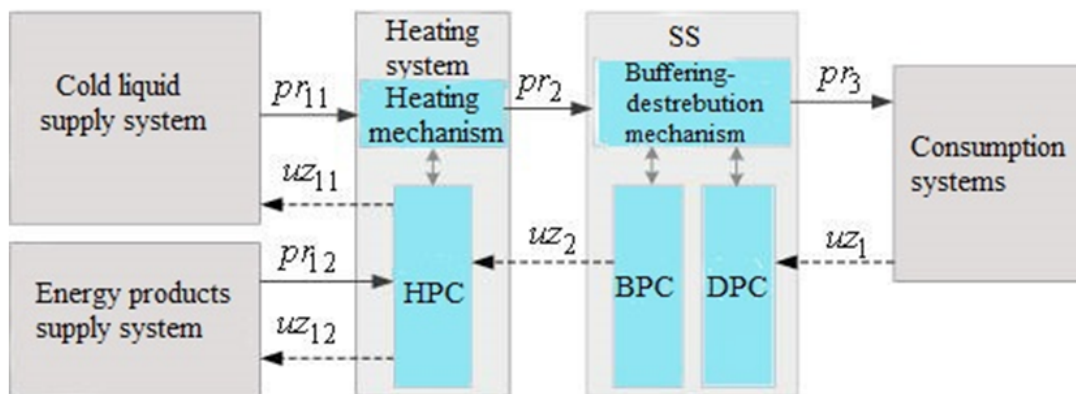 Cold liquid
supply system
pr11
uz11
Energy products
supply system
pr12
uz12
Heating
system
Heating
mechanism
HPC
pr2
uz2
SS
Buffering-
destrebution
mechanism
BPC
DPC
pr3
uz1
Consumption
systems